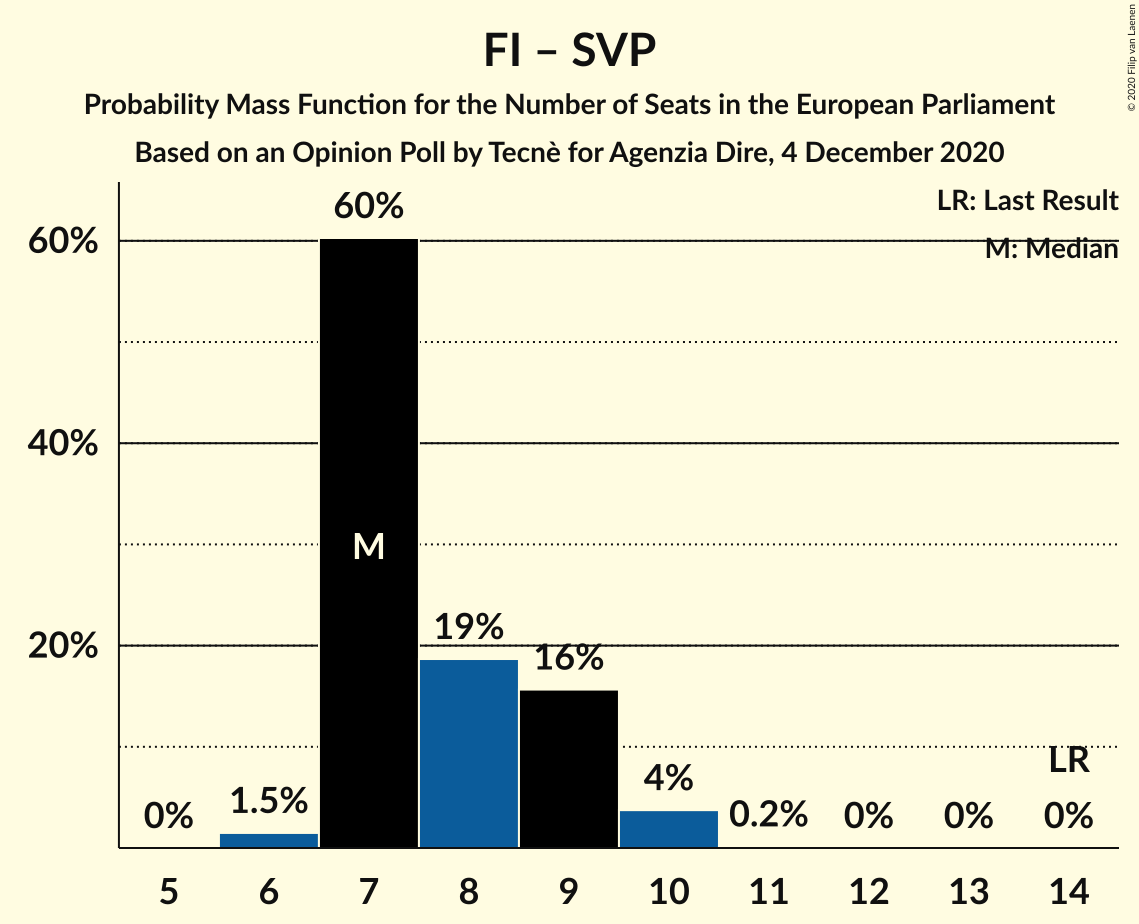 FI – SVP
Probability Mass Function for the Number of Seats in the European Parliament
Based on an Opinion Poll by Tecnè for Agenzia Dire, 4 December 2020
© 2020 Filip van Laenen
LR: Last Result
M: Median
60%
40%
20%
0%
1.5%
60%
M
19%
16%
4%
0.2%
0%
0%
LR
0%
5 6 7 8 9 10 11 12 13 14